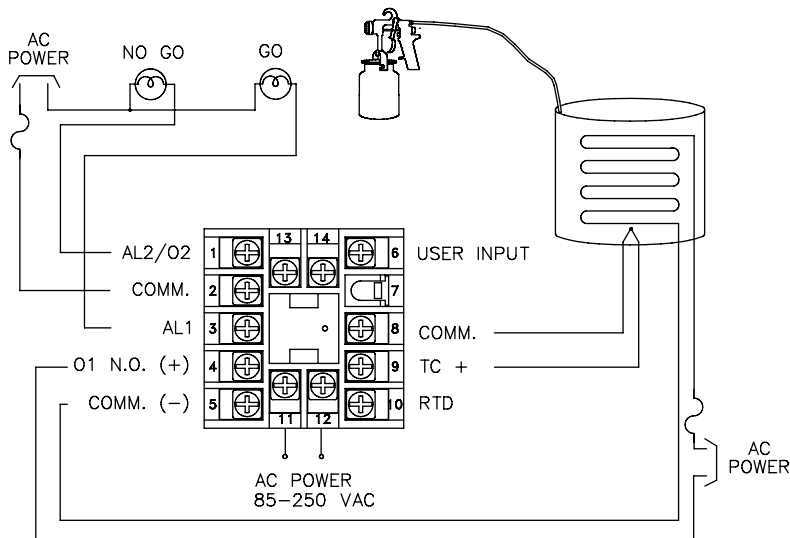 AC
POWER
NO GO
GO
13
14
AL2/O2
1
6
USER INPUT
COMM.
2
7
AL1
3
8
COMM.
O1 N.O. (+)
4
9
TC +
COMM. (-)
5
10
RTD
11
12
AC POWER
85-250 VAC
AC
POWER